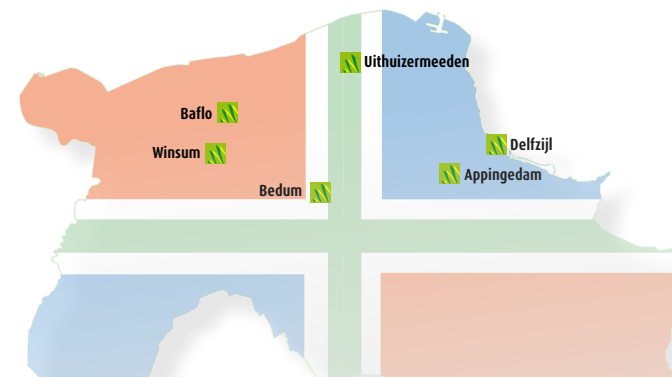 Uithuizermeeden
Baflo
Winsum
Delfzijl
Appingedam
Bedum